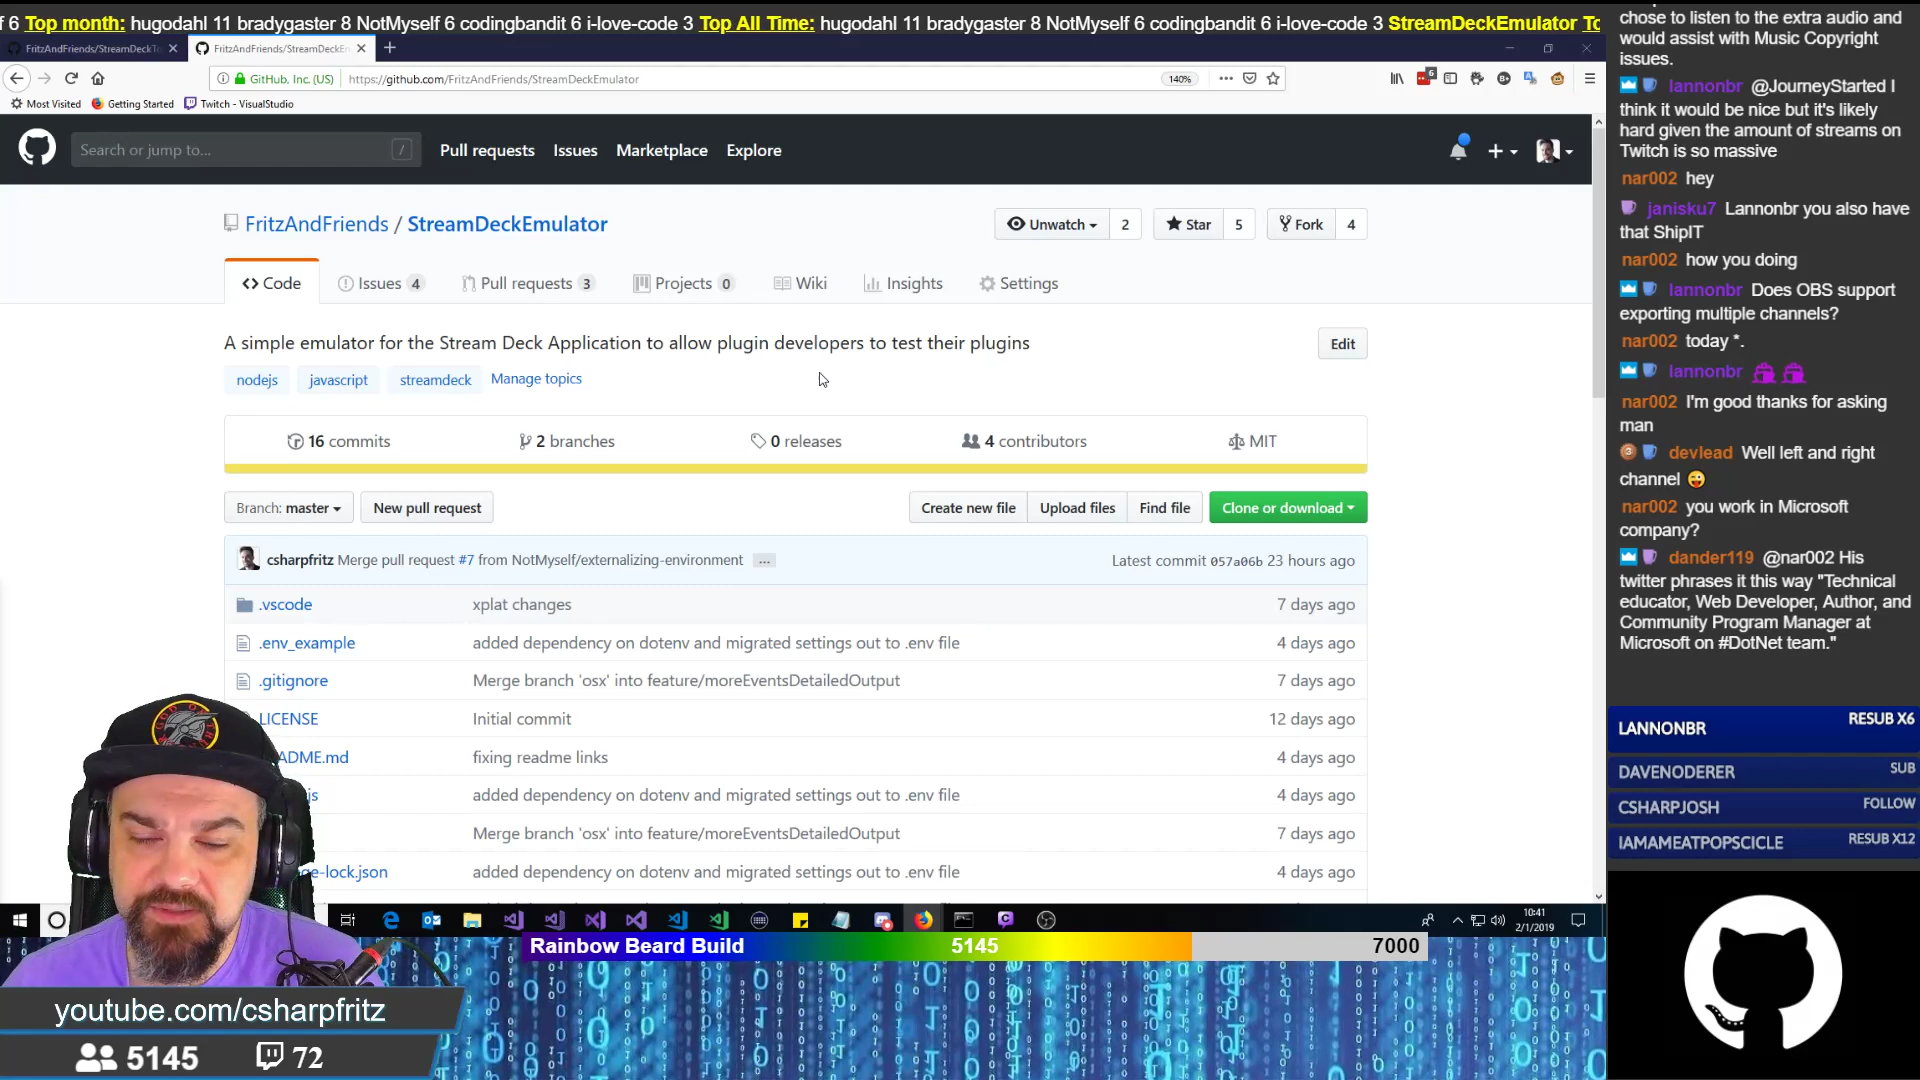 f 6 Top month: hugodahl 11 bradygaster 8 NotMyself 6 codingbandit 6 i-love-code 3 Top All Time: hugodahl 11 bradygaster 8 NotMyself 6 codingbandit 6 i-love-code 3 StreamDeckEmulator To
FritzAndFriends/StreamDeckTo
FritzAndFriends/StreamDeckEm
GitHub, Inc. (US)
https://github.com/FritzAndFriends/StreamDeckEmulator
140%
6
Most Visited
Getting Started
Twitch - VisualStudio
Search or jump to...
/
Pull requests
Issues
Marketplace
Explore
FritzAndFriends / StreamDeckEmulator
Unwatch 2
Star 5
Fork 4
Code
Issues 4
Pull requests 3
Projects 0
Wiki
Insights
Settings
A simple emulator for the Stream Deck Application to allow plugin developers to test their plugins
Edit
nodejs
javascript
streamdeck
Manage topics
16 commits
2 branches
0 releases
4 contributors
MIT
Branch: master
New pull request
Create new file
Upload files
Find file
Clone or download
csharpfritz Merge pull request #7 from NotMyself/externalizing-environment ...
Latest commit 057a06b 23 hours ago
.vscode xplat changes 7 days ago
.env_example added dependency on dotenv and migrated settings out to .env file 4 days ago
.gitignore Merge branch 'osx' into feature/moreEventsDetailedOutput 7 days ago
LICENSE Initial commit 12 days ago
ADME.md fixing readme links 4 days ago
js added dependency on dotenv and migrated settings out to .env file 4 days ago
Merge branch 'osx' into feature/moreEventsDetailedOutput 7 days ago
ge-lock.json added dependency on dotenv and migrated settings out to .env file 4 days ago
10:41
2/1/2019
Rainbow Beard Build
5145
7000
GOD OF
youtube.com/csharpfritz
5145
72
chose to listen to the extra audio and
would assist with Music Copyright
issues.
lannonbr @JourneyStarted I
think it would be nice but it's likely
hard given the amount of streams on
Twitch is so massive
nar002 hey
janisku7 Lannonbr you also have
that ShipIT
nar002 how you doing
lannonbr Does OBS support
exporting multiple channels?
nar002 today *.
lannonbr
nar002 I'm good thanks for asking
man
devlead Well left and right
channel
nar002 you work in Microsoft
company?
dander119 @nar002 His
twitter phrases it this way "Technical
educator, Web Developer, Author, and
Community Program Manager at
Microsoft on #DotNet team."
LANNONBR RESUB X6
DAVENODERER SUB
CSHARPJOSH FOLLOW
IAMAMEATPOPSCICLE RESUB X12